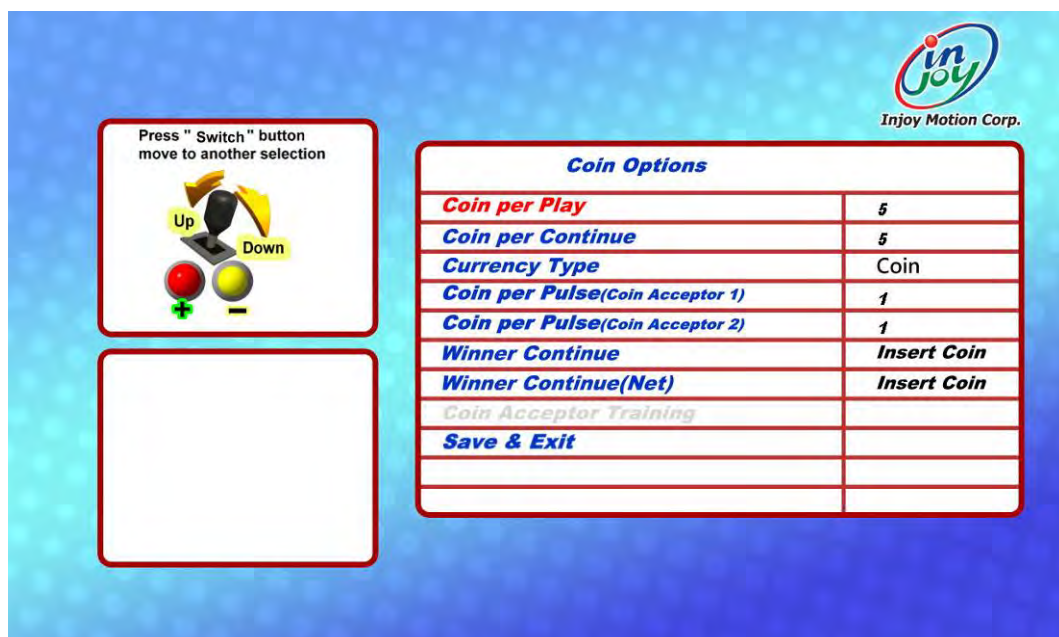 in
joy
Injoy Motion Corp.
Press " Switch " button
move to another selection
Up
Down
+
−
Coin Options
Coin per Play 5
Coin per Continue 5
Currency Type Coin
Coin per Pulse(Coin Acceptor 1) 1
Coin per Pulse(Coin Acceptor 2) 1
Winner Continue Insert Coin
Winner Continue(Net) Insert Coin
Coin Acceptor Training
Save & Exit